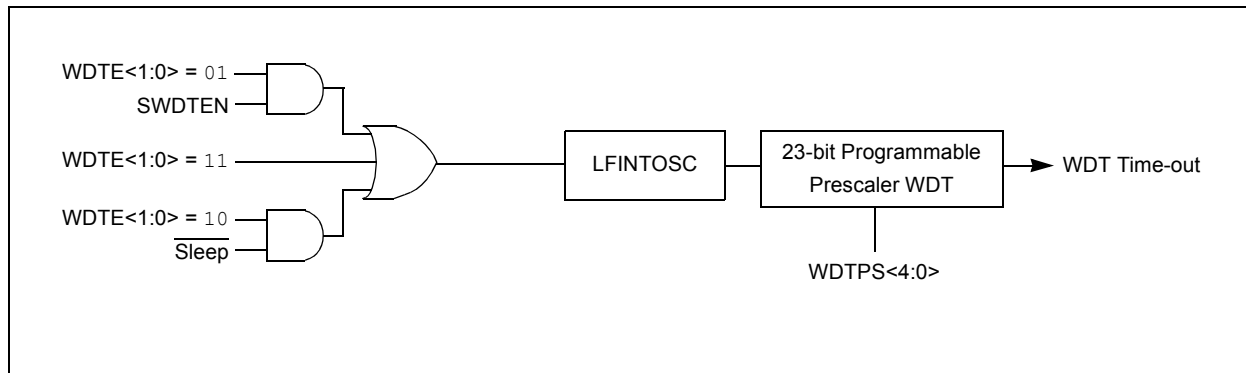 WDTE<1:0> = 01
SWDTEN
WDTE<1:0> = 11
WDTE<1:0> = 10
Sleep
LFINTOSC
23-bit Programmable
Prescaler WDT
WDT Time-out
WDTPS<4:0>